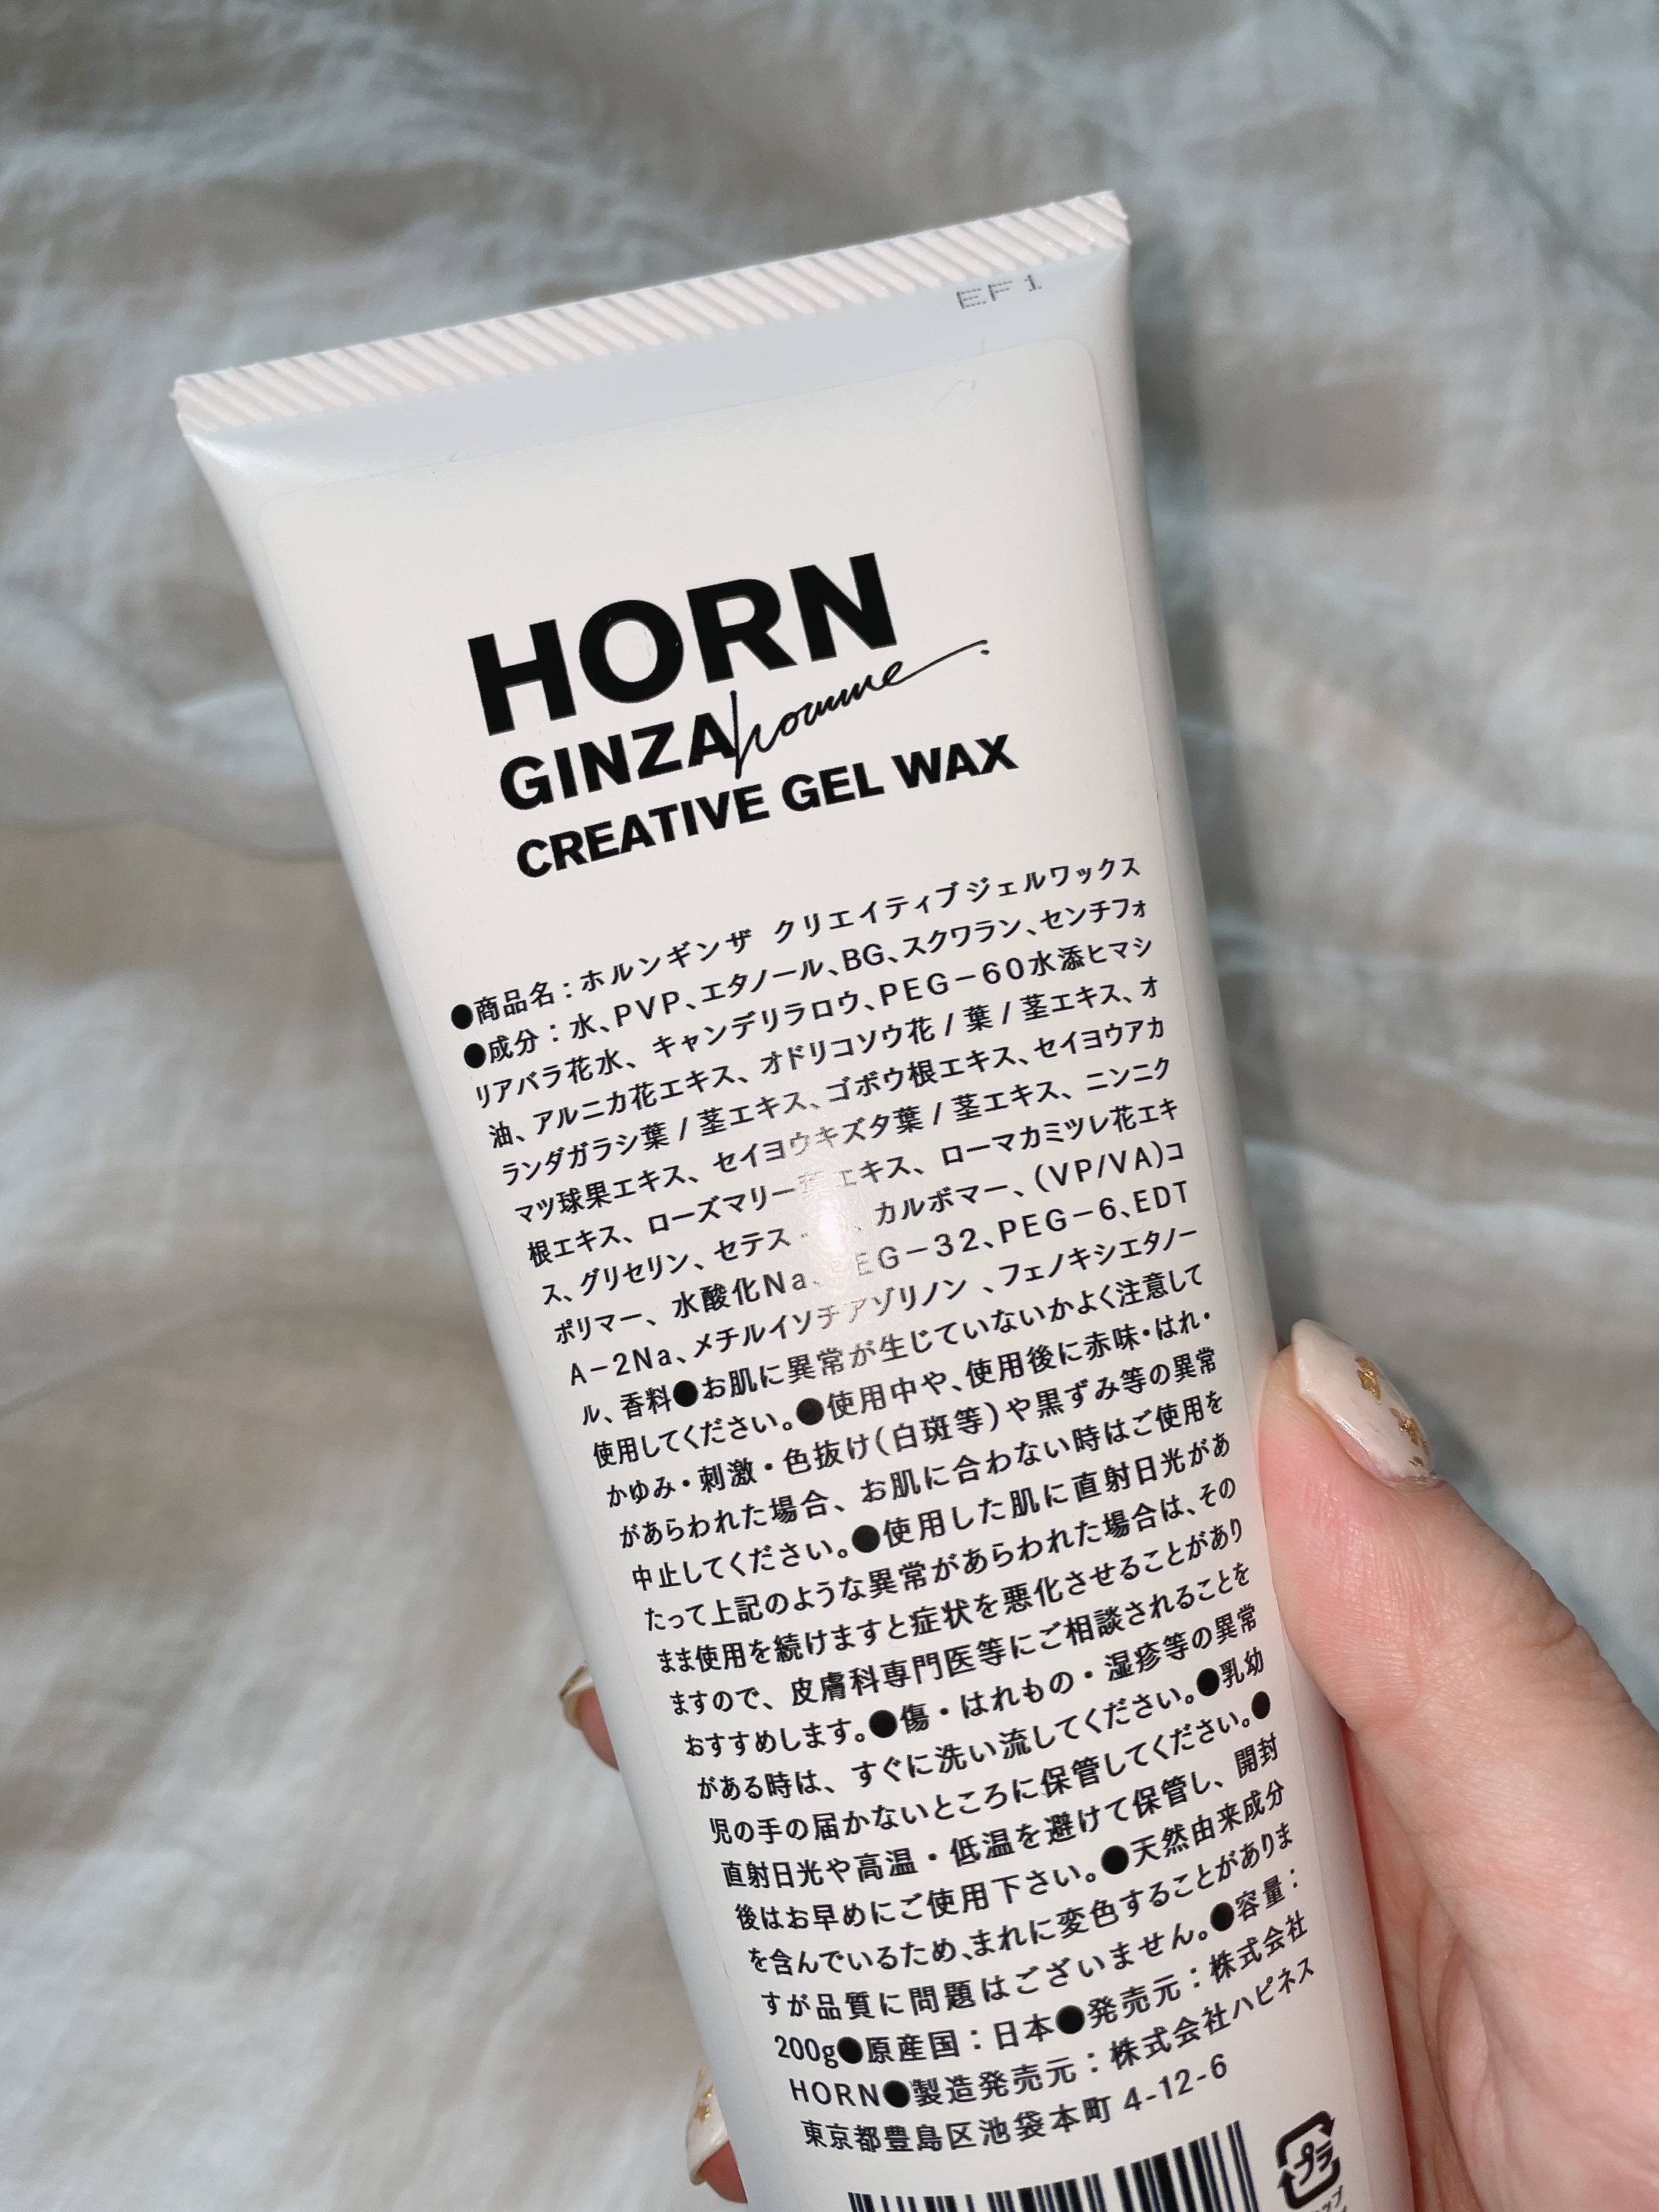 EF1
HORN
GINZA homme
CREATIVE GEL WAX
●商品名：ホルンギンザ クリエイティブジェルワックス
●成分：水、PVP、エタノール、BG、スクワラン、センチフォ
リアバラ花水、キャンデリラロウ、PEG－60水添ヒマシ
油、アルニカ花エキス、オドリコソウ花/葉/茎エキス、オ
ランダガラシ葉/茎エキス、ゴボウ根エキス、セイヨウアカ
マツ球果エキス、セイヨウキズタ葉/茎エキス、ニンニク
根エキス、ローズマリー葉エキス、ローマカミツレ花エキ
ス、グリセリン、セテス 、カルボマー、(VP/VA)コ
ポリマー、水酸化Na、PEG－32、PEG－6、EDT
A－2Na、メチルイソチアゾリノン、フェノキシエタノー
ル、香料●お肌に異常が生じていないかよく注意して
使用してください。●使用中や、使用後に赤味・はれ・
かゆみ・刺激・色抜け(白斑等)や黒ずみ等の異常
があらわれた場合、お肌に合わない時はご使用を
中止してください。●使用した肌に直射日光があ
たって上記のような異常があらわれた場合は、その
まま使用を続けますと症状を悪化させることがあり
ますので、皮膚科専門医等にご相談されることを
おすすめします。●傷・はれもの・湿疹等の異常
がある時は、すぐに洗い流してください。●乳幼
児の手の届かないところに保管してください。●
直射日光や高温・低温を避けて保管し、開封
後はお早めにご使用下さい。●天然由来成分
を含んでいるため、まれに変色することがありま
すが品質に問題はございません。●容量：
200g●原産国：日本●発売元：株式会社
HORN●製造発売元：株式会社ハピネス
東京都豊島区池袋本町 4-12-6
プラ